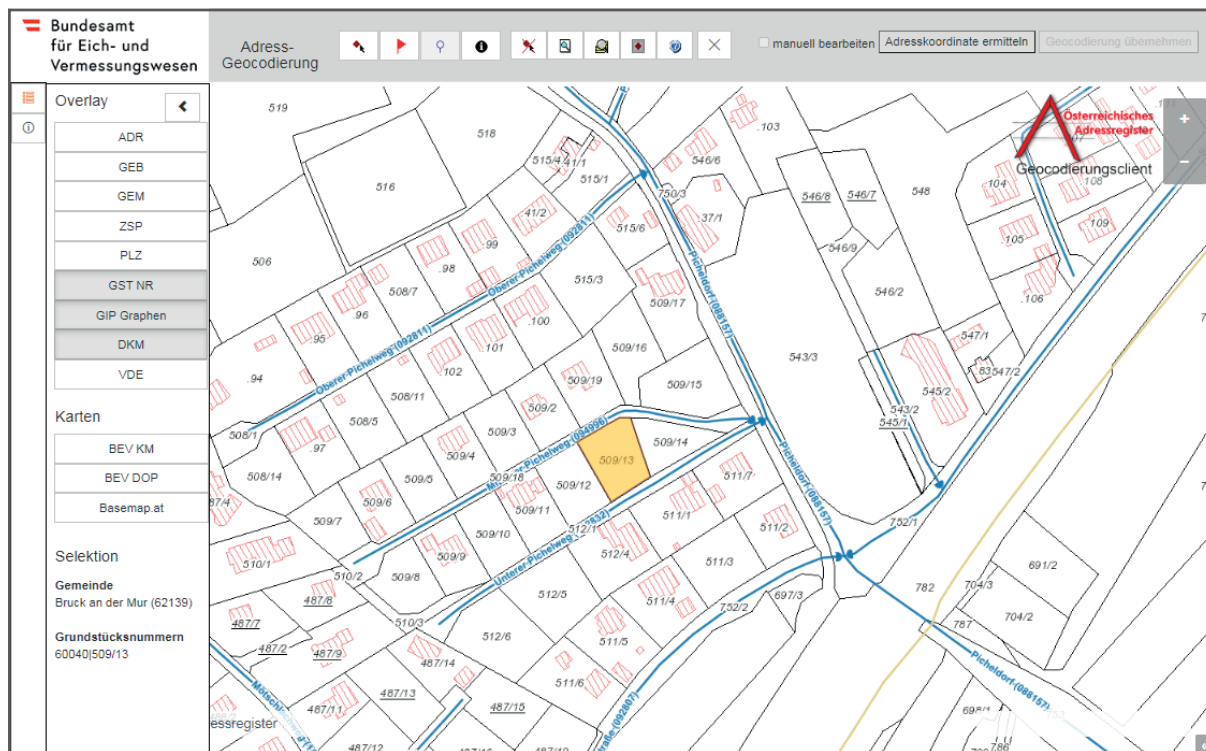 Bundesamt
für Eich- und
Vermessungswesen
Adress-
Geocodierung
manuell bearbeiten
Adresskoordinate ermitteln
Geocodierung übernehmen
Overlay
ADR
GEB
GEM
ZSP
PLZ
GST NR
GIP Graphen
DKM
VDE
Karten
BEV KM
BEV DOP
Basemap.at
Selektion
Gemeinde
Bruck an der Mur (62139)
Grundstücksnummern
60040|509/13
Österreichisches
Adressregister
Geocodierungsclient
+
−
519
518
.103
516
515/4
41/1
515/1
546/6
750/3
546/8
546/7
548
104
.108
.41/2
515/6
37/1
.109
.105
.99
546/9
506
.98
Oberer-Pichelweg (092811)
508/7
515/3
Picheldorf (088157)
546/2
.106
.96
509/17
.100
.95
101
509/16
547/1
543/3
Oberer-Pichelweg (092811)
102
.94
509/19
509/15
83
547/2
545/2
508/11
509/2
543/2
545/1
508/1
508/5
509/3
509/14
.97
509/4
509/13
Picheldorf (088157)
508/14
509/5
509/18
509/12
511/7
509/6
509/11
511/1
509/7
512/1
511/2
752/1
509/10
510/1
509/9
512/4
510/2
509/8
511/3
691/2
512/5
782
704/3
487/8
511/4
752/2
697/3
704/2
487/7
510/3
787
512/6
487/2
487/9
511/5
487/14
Picheldorf (088157)
511/6
487/13
487/11
487/15
698/1
essregister
487/12